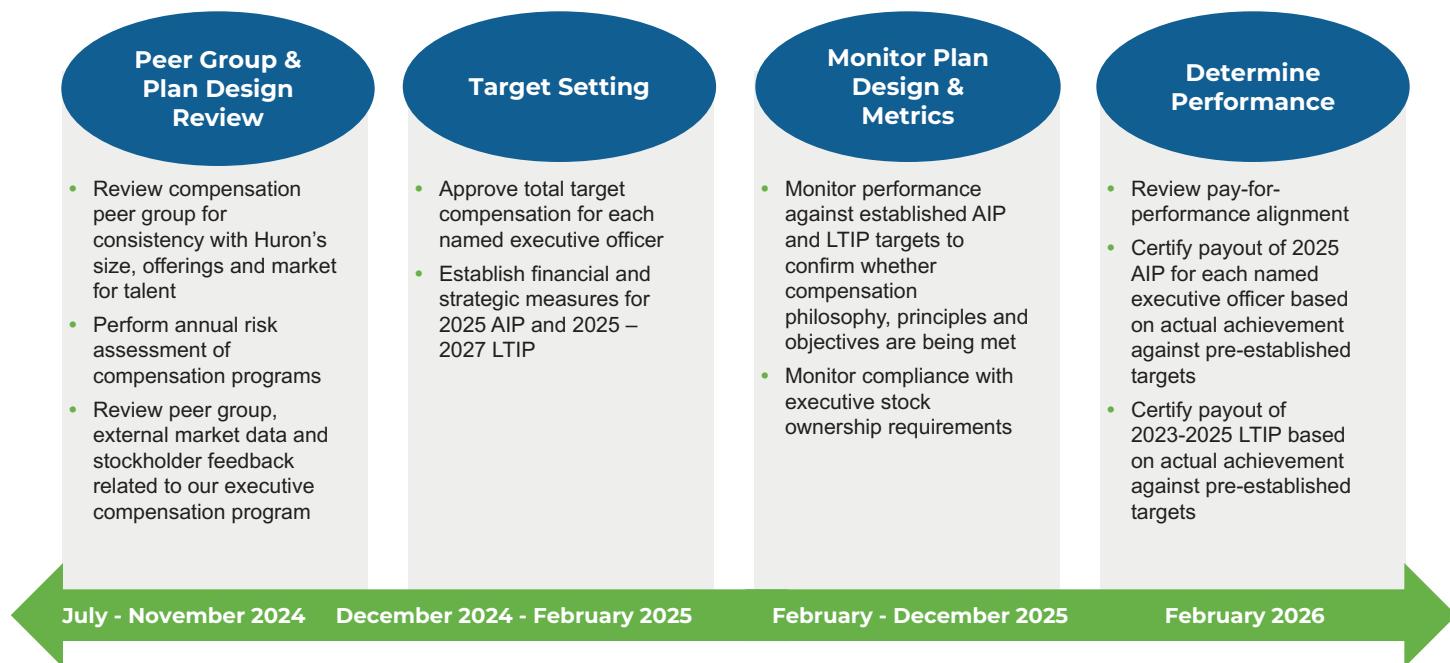 Peer Group &
Plan Design
Review
• Review compensation
peer group for
consistency with Huron's
size, offerings and market
for talent
• Perform annual risk
assessment of
compensation programs
• Review peer group,
external market data and
stockholder feedback
related to our executive
compensation program
July - November 2024
Target Setting
• Approve total target
compensation for each
named executive officer
• Establish financial and
strategic measures for
2025 AIP and 2025 –
2027 LTIP
December 2024 - February 2025
Monitor Plan
Design &
Metrics
• Monitor performance
against established AIP
and LTIP targets to
confirm whether
compensation
philosophy, principles and
objectives are being met
• Monitor compliance with
executive stock
ownership requirements
February - December 2025
Determine
Performance
• Review pay-for-
performance alignment
• Certify payout of 2025
AIP for each named
executive officer based
on actual achievement
against pre-established
targets
• Certify payout of
2023-2025 LTIP based
on actual achievement
against pre-established
targets
February 2026